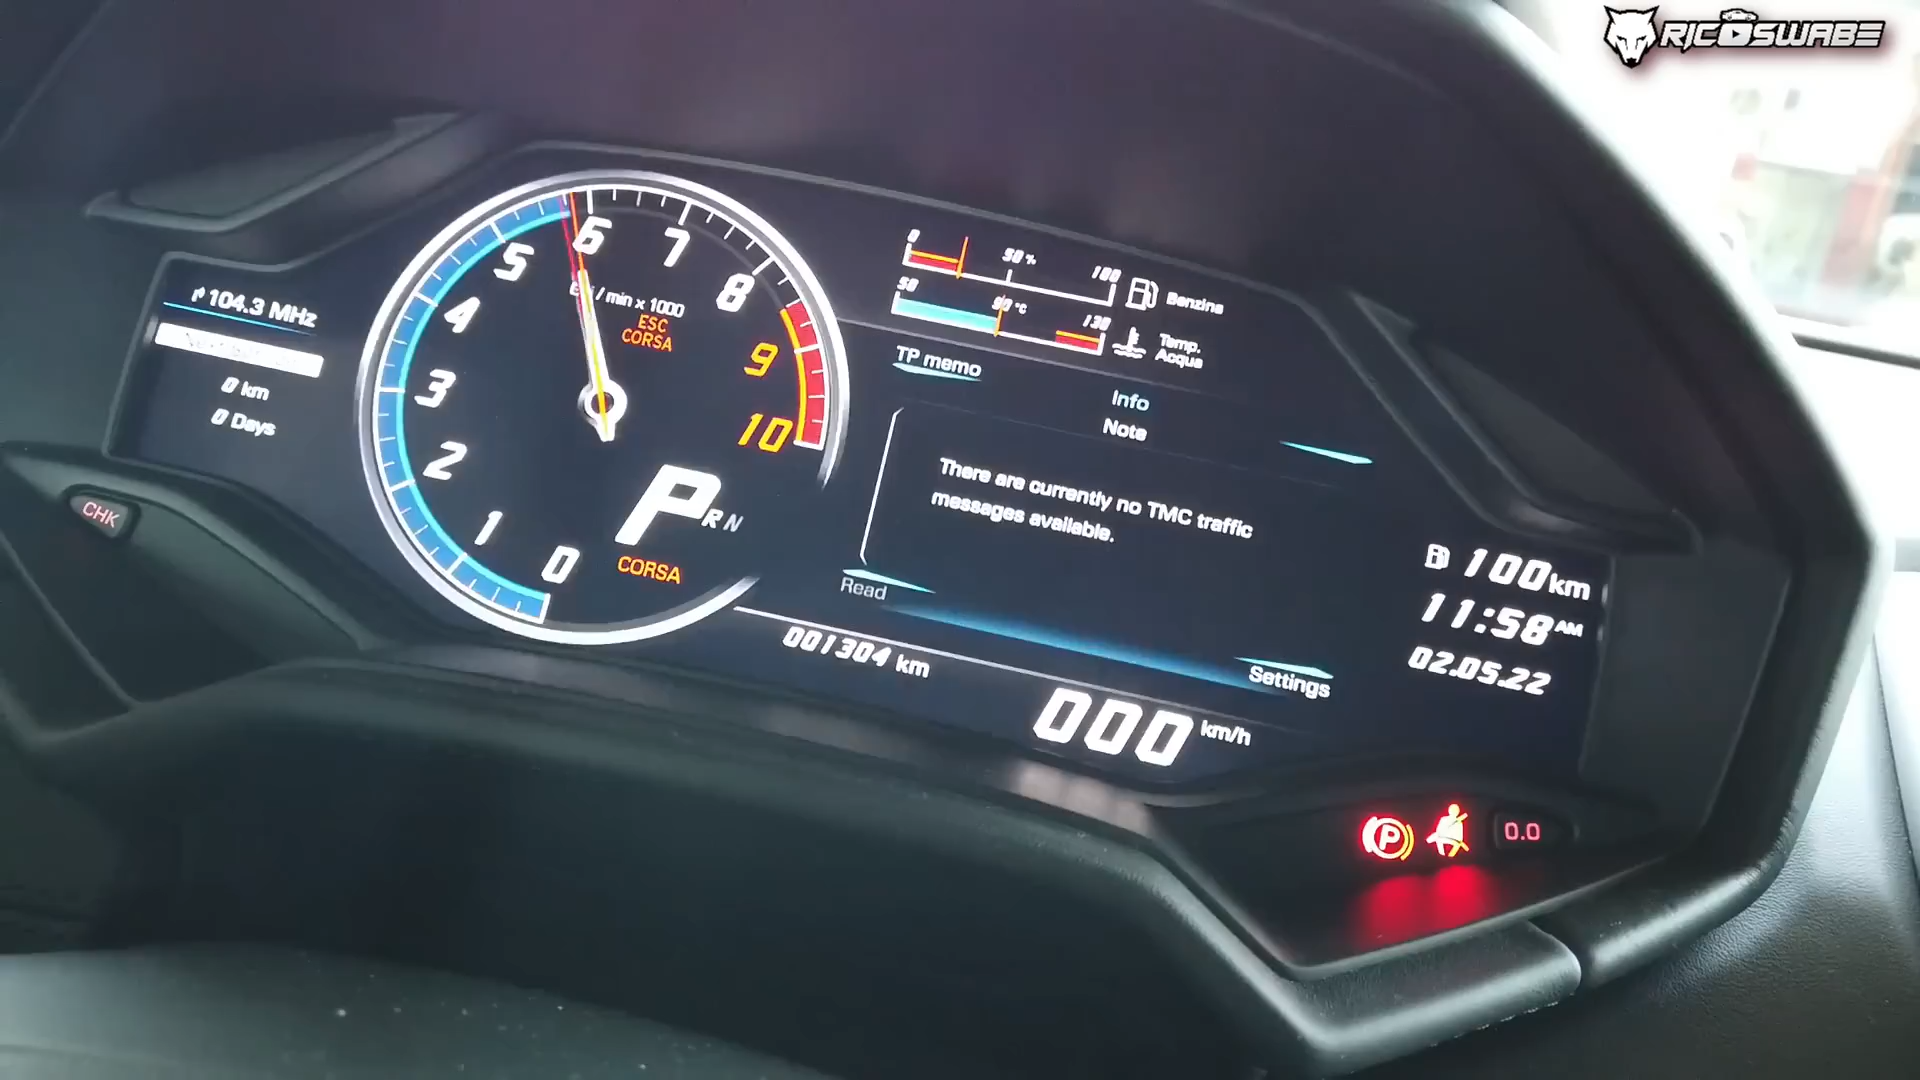 RICOSWABE
104.3 MHz
0 km
0 Days
CHK
0
1
2
3
4
5
6
7
8
9
10
/ min x 1000
ESC
CORSA
P R N
CORSA
0 50 % 100
Benzina
50 90 °C 130
Temp.
Acqua
TP memo
Info
Note
There are currently no TMC traffic
messages available.
Read
Settings
001304 km
000 km/h
100 km
11:58 AM
02.05.22
P
0.0